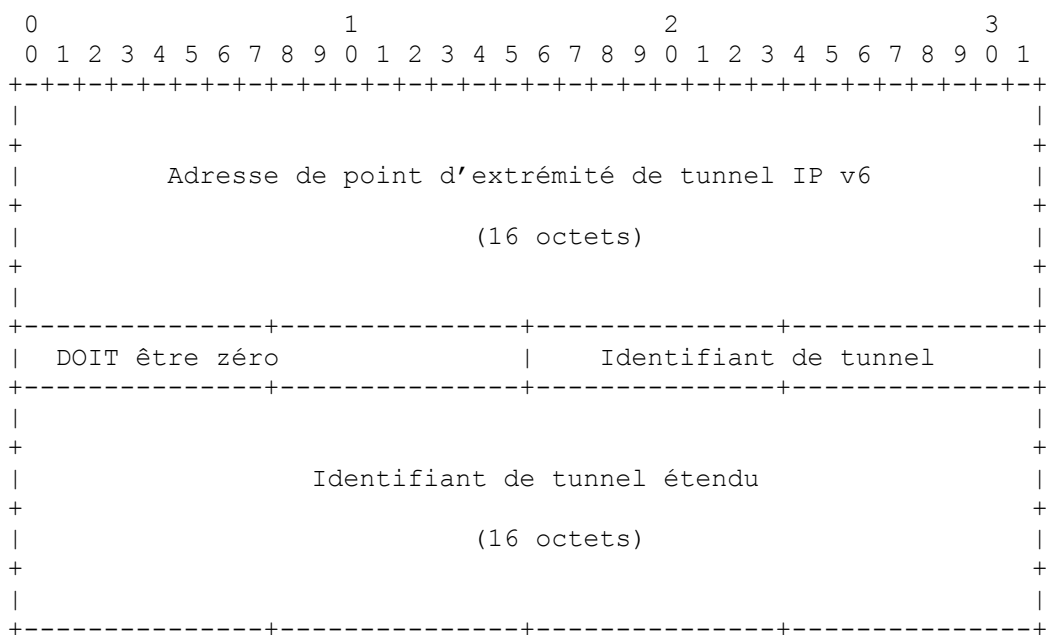 0                   1                   2                   3
0 1 2 3 4 5 6 7 8 9 0 1 2 3 4 5 6 7 8 9 0 1 2 3 4 5 6 7 8 9 0 1
Adresse de point d’extrémité de tunnel IP v6
(16 octets)
DOIT être zéro | Identifiant de tunnel
Identifiant de tunnel étendu
(16 octets)